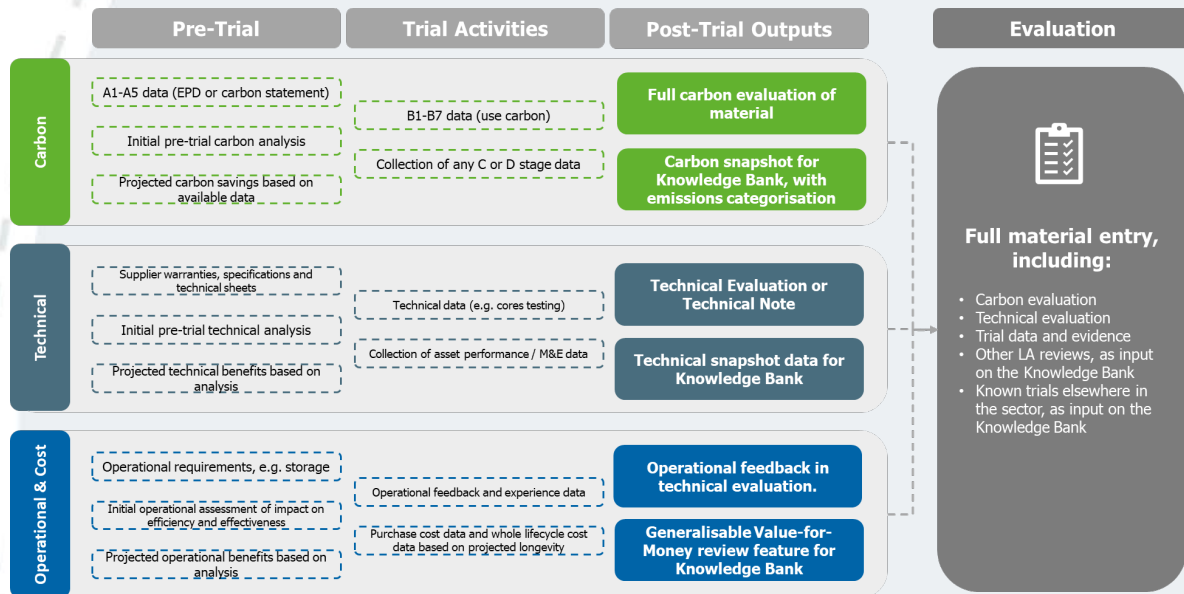 Pre-Trial
Trial Activities
Post-Trial Outputs
Evaluation
Carbon
A1-A5 data (EPD or carbon statement)
Initial pre-trial carbon analysis
Projected carbon savings based on
available data
B1-B7 data (use carbon)
Collection of any C or D stage data
Full carbon evaluation of
material
Carbon snapshot for
Knowledge Bank, with
emissions categorisation
Technical
Supplier warranties, specifications and
technical sheets
Initial pre-trial technical analysis
Projected technical benefits based on
analysis
Technical data (e.g. cores testing)
Collection of asset performance / M&E data
Technical Evaluation or
Technical Note
Technical snapshot data for
Knowledge Bank
Operational & Cost
Operational requirements, e.g. storage
Initial operational assessment of impact on
efficiency and effectiveness
Projected operational benefits based on
analysis
Operational feedback and experience data
Purchase cost data and whole lifecycle cost
data based on projected longevity
Operational feedback in
technical evaluation.
Generalisable Value-for-
Money review feature for
Knowledge Bank
Full material entry,
including:
• Carbon evaluation
• Technical evaluation
• Trial data and evidence
• Other LA reviews, as input
on the Knowledge Bank
• Known trials elsewhere in
the sector, as input on the
Knowledge Bank